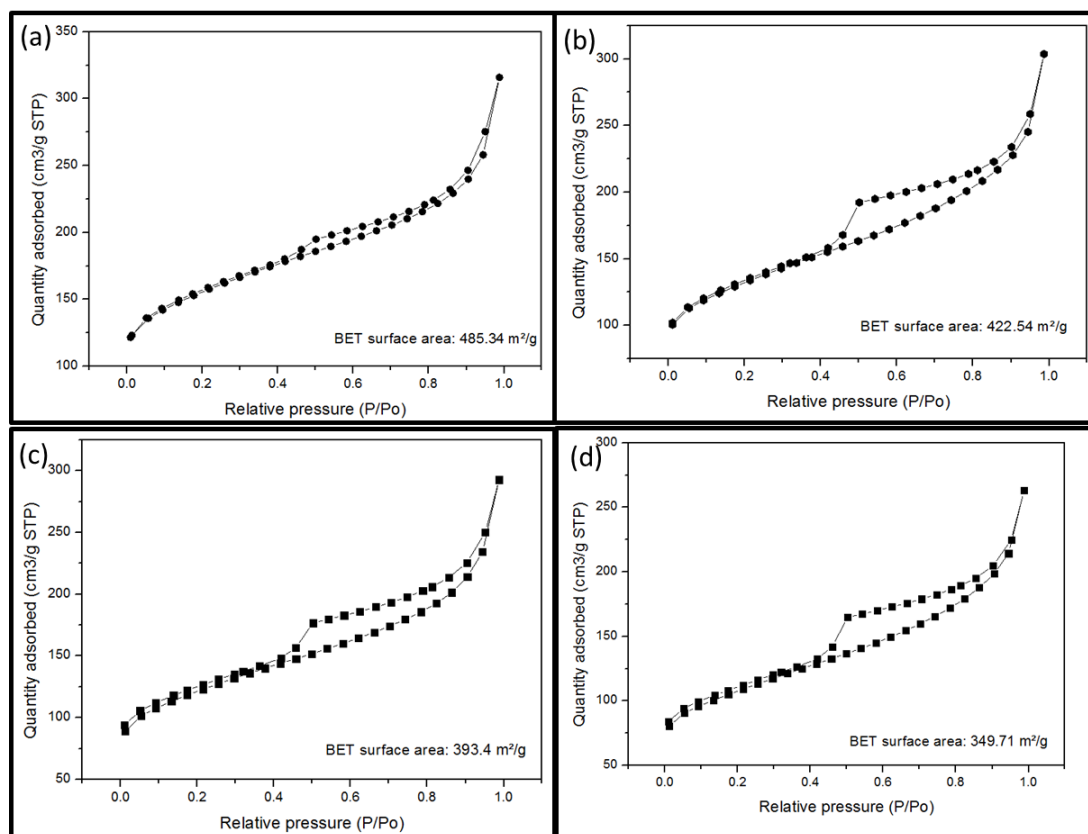 (a)
350
300
250
200
150
100
0.0 0.2 0.4 0.6 0.8 1.0
Quantity adsorbed (cm3/g STP)
Relative pressure (P/Po)
BET surface area: 485.34 m²/g
(b)
300
250
200
150
100
0.0 0.2 0.4 0.6 0.8 1.0
Quantity adsorbed (cm3/g STP)
Relative pressure (P/Po)
BET surface area: 422.54 m²/g
(c)
300
250
200
150
100
50
0.0 0.2 0.4 0.6 0.8 1.0
Quantity adsorbed (cm3/g STP)
Relative pressure (P/Po)
BET surface area: 393.4 m²/g
(d)
300
250
200
150
100
50
0.0 0.2 0.4 0.6 0.8 1.0
Quantity adsorbed (cm3/g STP)
Relative pressure (P/Po)
BET surface area: 349.71 m²/g